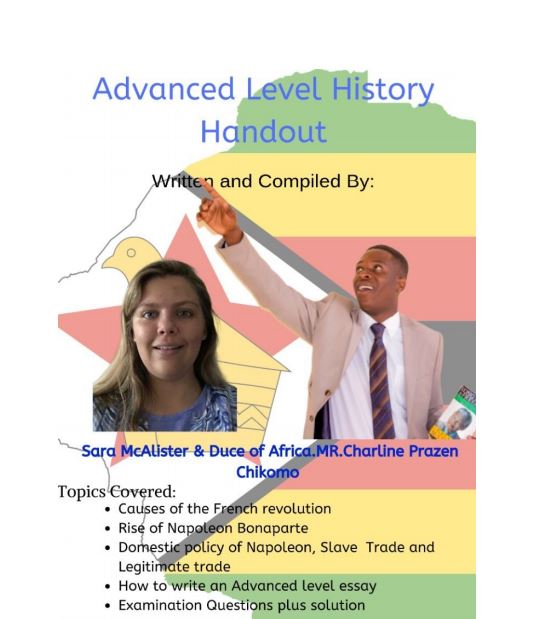 Advanced Level History
Handout
Written and Compiled By:
Sara McAlister & Duce of Africa.MR.Charline Prazen
Chikomo
Topics Covered:
• Causes of the French revolution
• Rise of Napoleon Bonaparte
• Domestic policy of Napoleon, Slave Trade and
Legitimate trade
• How to write an Advanced level essay
• Examination Questions plus solution